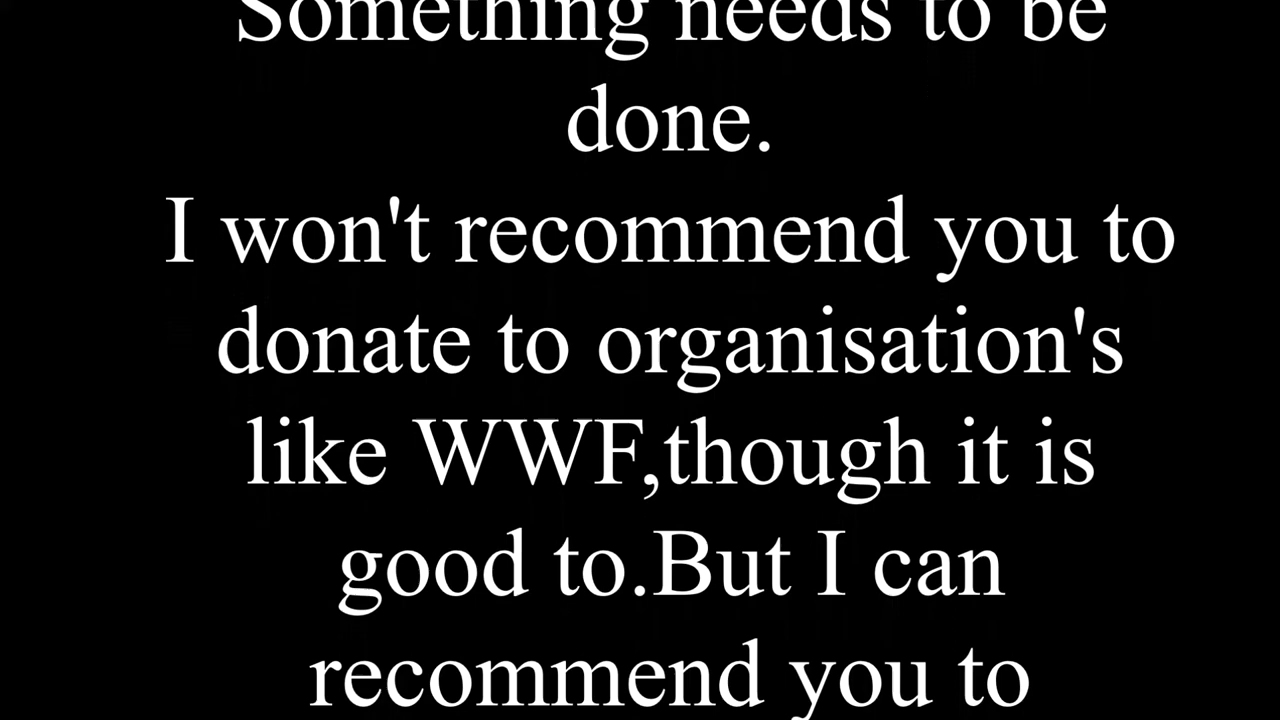 Something needs to be
done.
I won't recommend you to
donate to organisation's
like WWF,though it is
good to.But I can
recommend you to